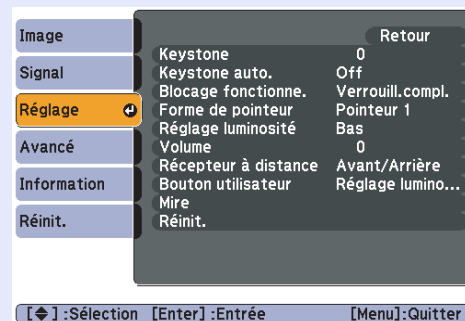 Image
Signal
Réglage
Avancé
Information
Réinit.
Retour
Keystone 0
Keystone auto. Off
Blocage fonctionne. Verrouill.compl.
Forme de pointeur Pointeur 1
Réglage luminosité Bas
Volume 0
Récepteur à distance Avant/Arrière
Bouton utilisateur Réglage lumino...
Mire
Réinit.
[ ] :Sélection [Enter] :Entrée [Menu]:Quitter